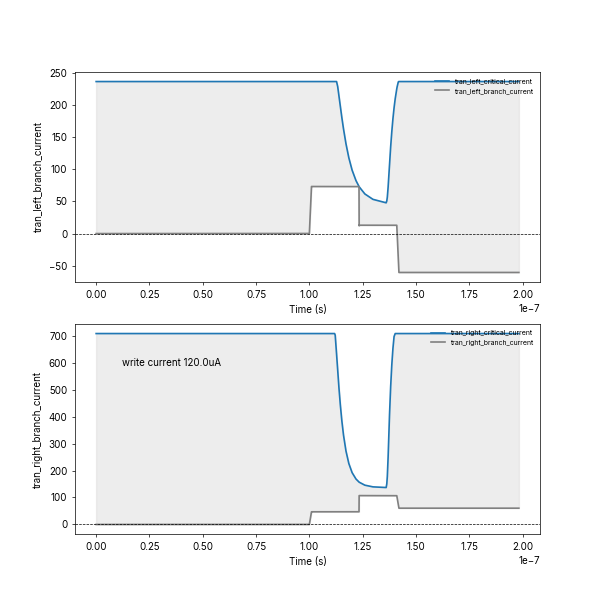 250
200
150
100
50
0
−50
tran_left_branch_current
tran_left_critical_current
tran_left_branch_current
0.00 0.25 0.50 0.75 1.00 1.25 1.50 1.75 2.00
Time (s)
1e−7
700
600
500
400
300
200
100
0
tran_right_branch_current
tran_right_critical_current
tran_right_branch_current
write current 120.0uA
0.00 0.25 0.50 0.75 1.00 1.25 1.50 1.75 2.00
Time (s)
1e−7